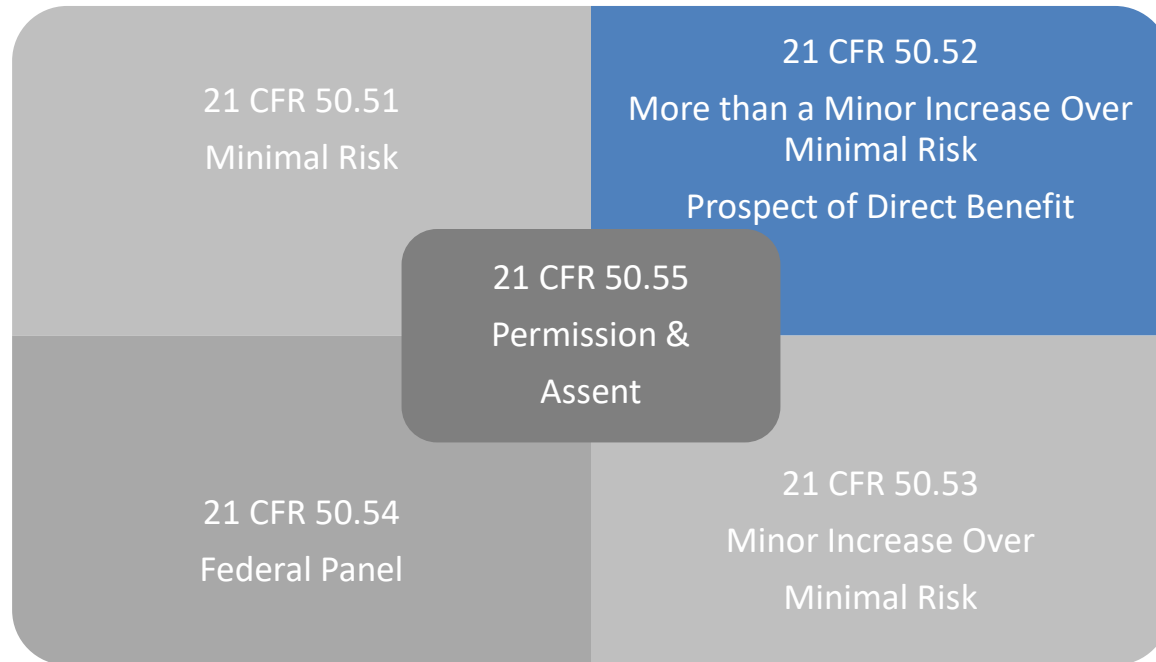 21 CFR 50.51
Minimal Risk
21 CFR 50.52
More than a Minor Increase Over
Minimal Risk
Prospect of Direct Benefit
21 CFR 50.55
Permission &
Assent
21 CFR 50.54
Federal Panel
21 CFR 50.53
Minor Increase Over
Minimal Risk